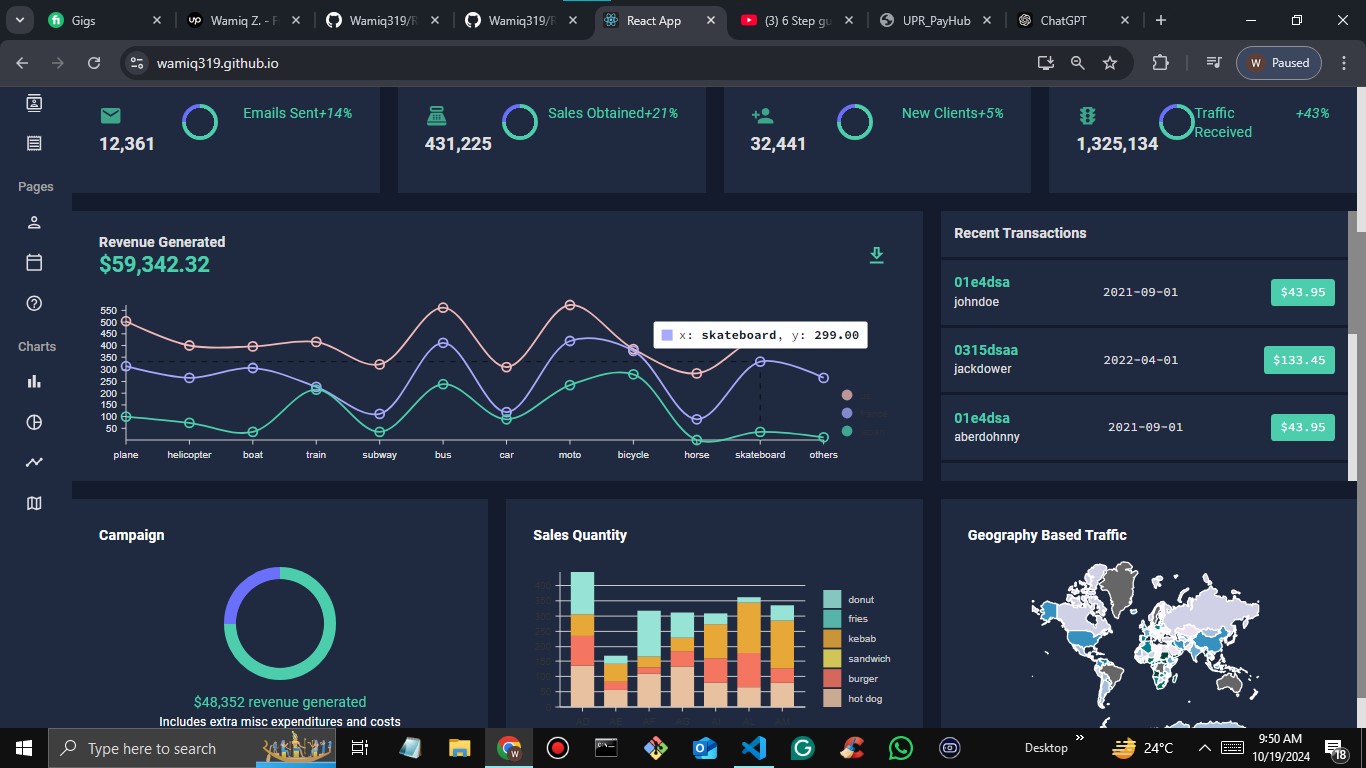 Gigs
Wamiq Z. - F
Wamiq319/R
Wamiq319/R
React App
(3) 6 Step gu
UPR_PayHub
ChatGPT
wamiq319.github.io
W Paused
12,361
Emails Sent+14%
431,225
Sales Obtained+21%
32,441
New Clients+5%
1,325,134
Traffic +43%
Received
Pages
Charts
Revenue Generated
$59,342.32
550
500
450
400
350
300
250
200
150
100
50
x: skateboard, y: 299.00
plane helicopter boat train subway bus car moto bicycle horse skateboard others
Recent Transactions
01e4dsa
johndoe
2021-09-01
$43.95
0315dsaa
jackdower
2022-04-01
$133.45
01e4dsa
aberdohnny
2021-09-01
$43.95
Campaign
$48,352 revenue generated
Includes extra misc expenditures and costs
Sales Quantity
donut
fries
kebab
sandwich
burger
hot dog
Geography Based Traffic
Type here to search
Desktop
24°C
9:50 AM
10/19/2024
18